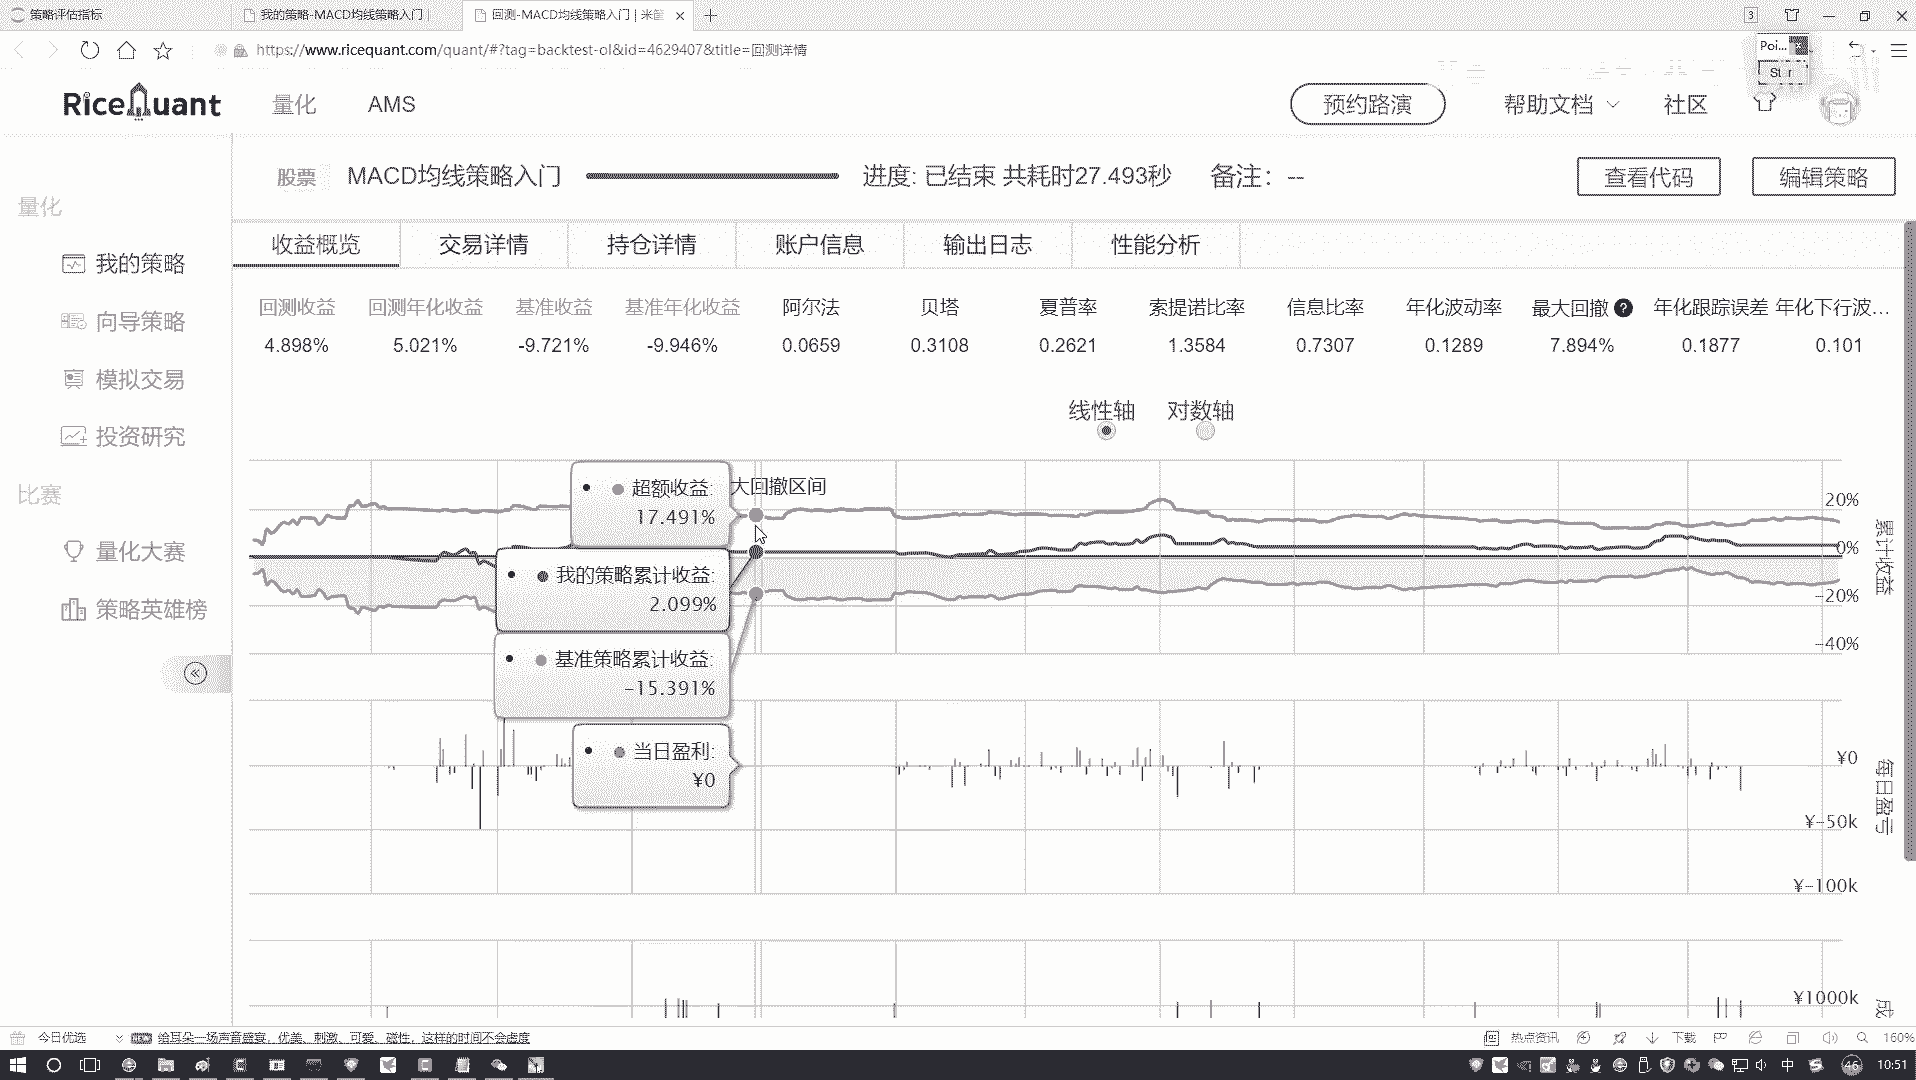 策略评估指标
我的策略-MACD均线策略入门 |
回测-MACD均线策略入门 | 米筐
3
https://www.ricequant.com/quant/#?tag=backtest-ol&id=4629407&title=回测详情
Poi...
RiceQuant
量化
AMS
预约路演
帮助文档
社区
股票
MACD均线策略入门
进度: 已结束 共耗时27.493秒
备注: --
查看代码
编辑策略
量化
我的策略
向导策略
模拟交易
投资研究
比赛
量化大赛
策略英雄榜
收益概览
交易详情
持仓详情
账户信息
输出日志
性能分析
回测收益 回测年化收益 基准收益 基准年化收益 阿尔法 贝塔 夏普率 索提诺比率 信息比率 年化波动率 最大回撤 ? 年化跟踪误差 年化下行波...
4.898% 5.021% -9.721% -9.946% 0.0659 0.3108 0.2621 1.3584 0.7307 0.1289 7.894% 0.1877 0.101
线性轴 对数轴
大回撤区间
超额收益:
17.491%
我的策略累计收益:
2.099%
基准策略累计收益:
-15.391%
当日盈利:
¥0
20%
0%
-20%
-40%
累计收益
¥0
¥-50k
¥-100k
每日盈亏
¥1000k
成
今日优选
给耳朵一场声音盛宴，优美、刺激、可爱、磁性，这样的时间不会虚度
热点资讯
下载
160%
中
46
10:51